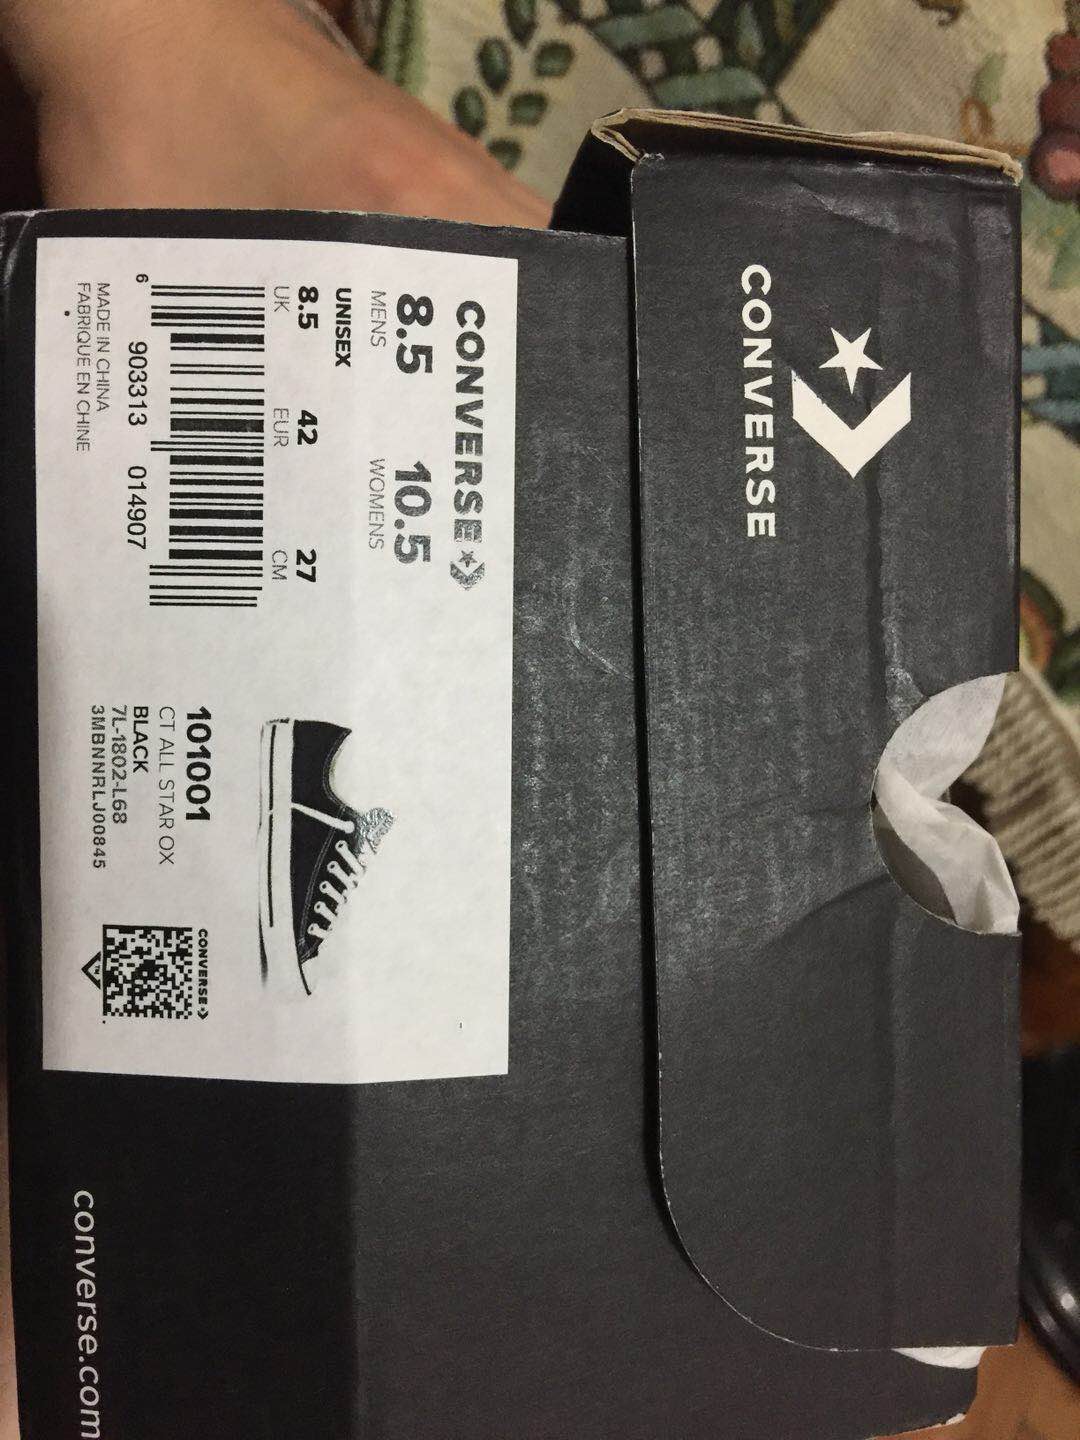 CONVERSE
CONVERSE
8.5 10.5
MENS WOMENS
UNISEX
8.5 42 27
UK EUR CM
6 903313 014907
MADE IN CHINA
FABRIQUE EN CHINE
101001
CT ALL STAR OX
BLACK
7L-1802-L68
3MBNNRLJ00845
CONVERSE
TM
converse.com